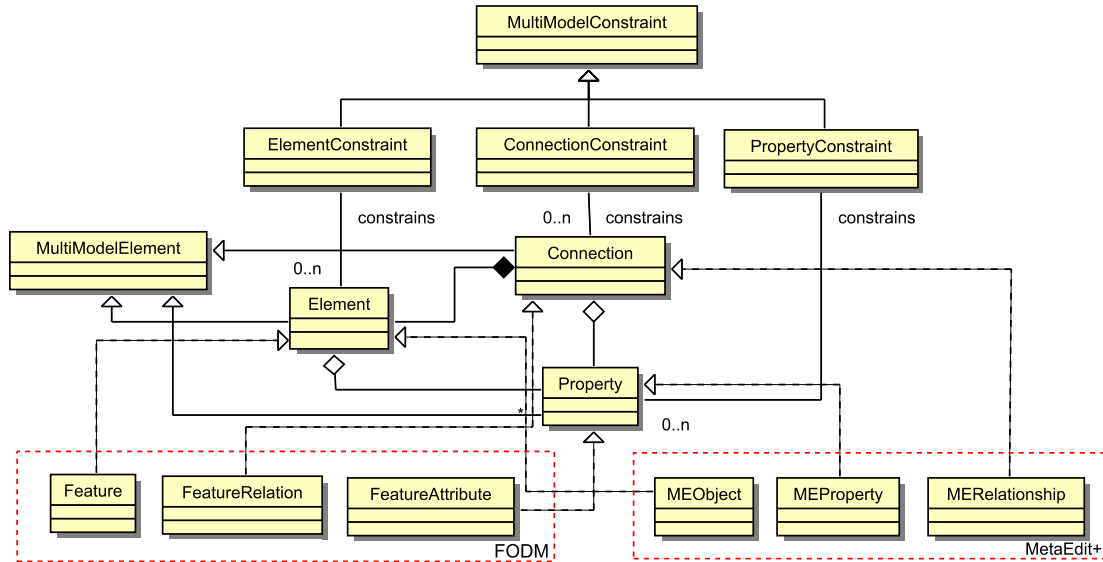 MultiModelConstraint
ElementConstraint
ConnectionConstraint
PropertyConstraint
constrains
0..n
constrains
constrains
MultiModelElement
Connection
0..n
Element
Property
*
0..n
Feature
FeatureRelation
FeatureAttribute
MEObject
MEProperty
MERelationship
FODM
MetaEdit+